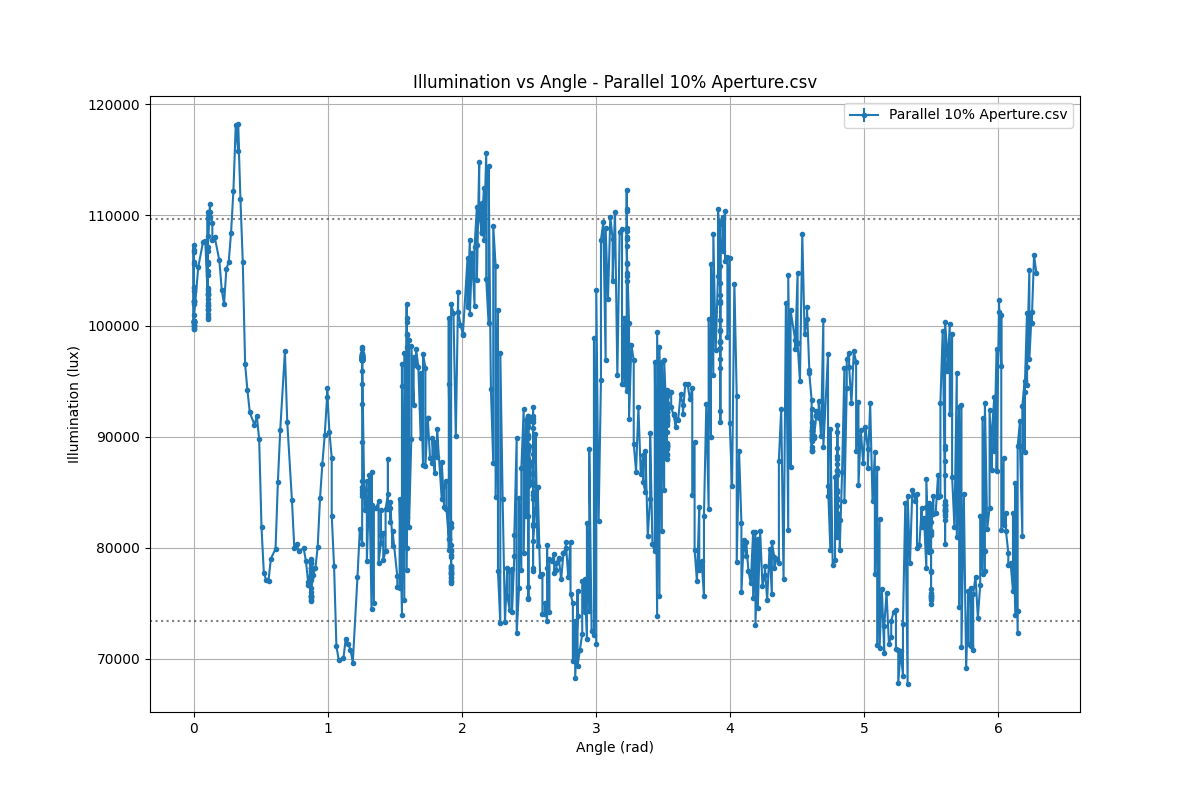 Illumination vs Angle - Parallel 10% Aperture.csv
120000
Parallel 10% Aperture.csv
110000
100000
90000
80000
70000
Illumination (lux)
0 1 2 3 4 5 6
Angle (rad)